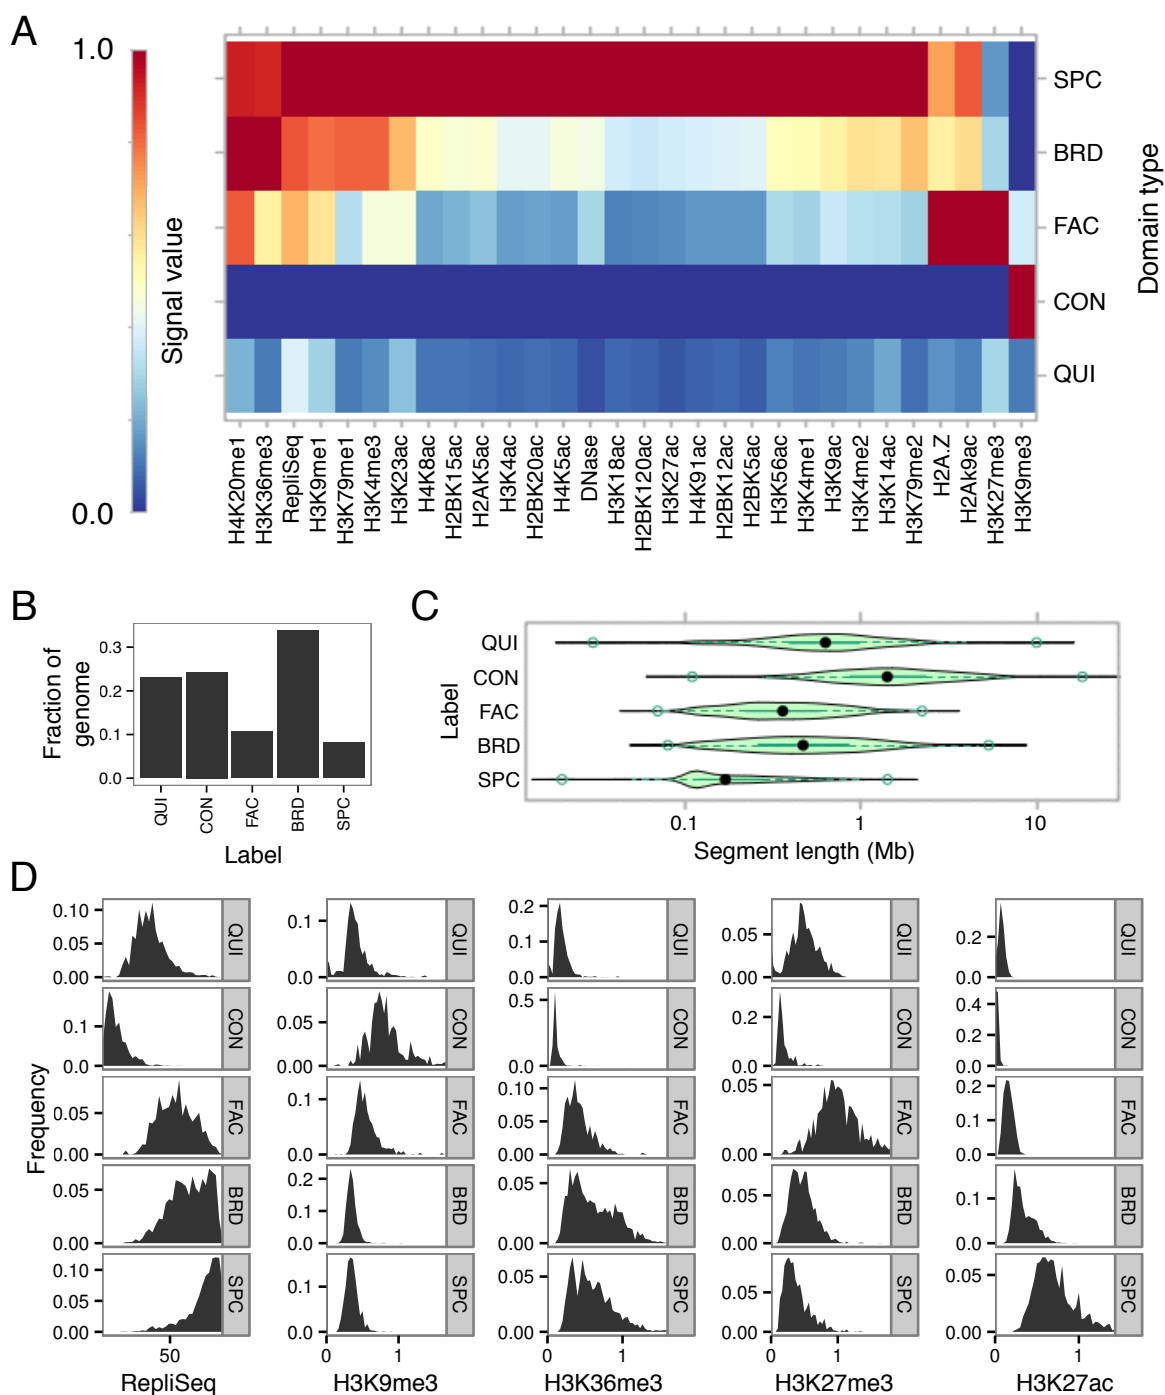 A
1.0
0.0
Signal value
SPC
BRD
FAC
CON
QUI
Domain type
H4K20me1
H3K36me3
RepliSeq
H3K9me1
H3K79me1
H3K4me3
H3K23ac
H4K8ac
H2BK15ac
H2AK5ac
H3K4ac
H2BK20ac
H4K5ac
DNase
H3K18ac
H2BK120ac
H3K27ac
H4K91ac
H2BK12ac
H2BK5ac
H3K56ac
H3K4me1
H3K9ac
H3K4me2
H3K14ac
H3K79me2
H2A.Z
H2Ak9ac
H3K27me3
H3K9me3
B
Fraction of
genome
0.3
0.2
0.1
0.0
QUI
CON
FAC
BRD
SPC
Label
C
Label
QUI
CON
FAC
BRD
SPC
0.1 1 10
Segment length (Mb)
D
Frequency
0.10
0.05
0.00
QUI
0.1
0.0
QUI
0.2
0.1
0.0
QUI
0.05
0.00
QUI
0.2
0.0
QUI
0.1
0.0
CON
0.05
0.00
CON
0.5
0.0
CON
0.2
0.0
CON
0.4
0.2
0.0
CON
0.05
0.00
FAC
0.1
0.0
FAC
0.10
0.05
0.00
FAC
0.05
0.00
FAC
0.2
0.1
0.0
FAC
0.05
0.00
BRD
0.2
0.1
0.0
BRD
0.05
0.00
BRD
0.05
0.00
BRD
0.1
0.0
BRD
0.10
0.05
0.00
SPC
0.1
0.0
SPC
0.05
0.00
SPC
0.05
0.00
SPC
0.05
0.00
SPC
50
0 1
0 1
0 1
0 1
RepliSeq
H3K9me3
H3K36me3
H3K27me3
H3K27ac